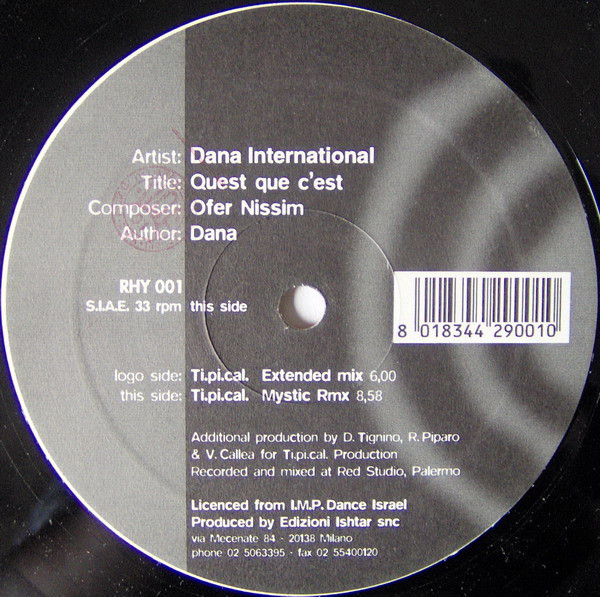 Artist: Dana International
Title: Quest que c'est
Composer: Ofer Nissim
Author: Dana
RHY 001
S.I.A.E. 33 rpm this side
8 018344 290010
logo side: Ti.pi.cal. Extended mix 6,00
this side: Ti.pi.cal. Mystic Rmx 8,58
Additional production by D. Tignino, R. Piparo
& V. Callea for Ti.pi.cal. Production
Recorded and mixed at Red Studio, Palermo
Licenced from I.M.P. Dance Israel
Produced by Edizioni Ishtar snc
via Mecenate 84 - 20138 Milano
phone 02 5063395 - fax 02 55400120